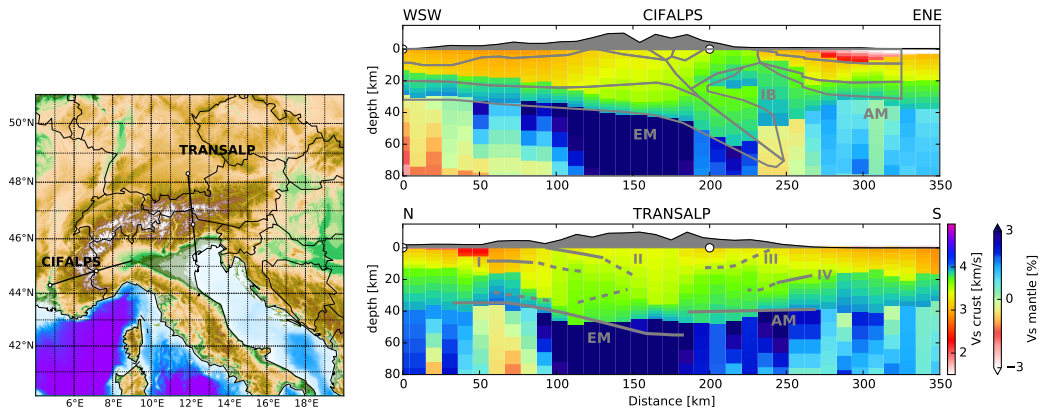 50°N
48°N
46°N
44°N
42°N
6°E 8°E 10°E 12°E 14°E 16°E 18°E
TRANSALP
CIFALPS
WSW CIFALPS ENE
depth [km]
0
20
40
60
80
IB
AM
EM
0 50 100 150 200 250 300 350
N TRANSALP S
depth [km]
0
20
40
60
80
I
II
III
IV
EM
AM
0 50 100 150 200 250 300 350
Distance [km]
4
3
2
Vs crust [km/s]
3
0
−3
Vs mantle [%]